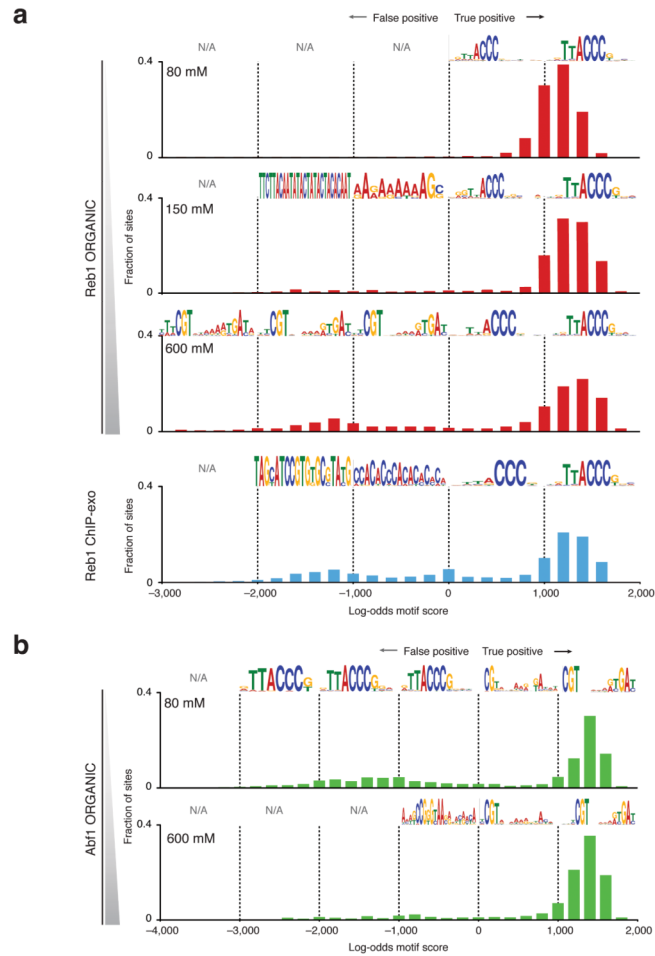 a
← False positive True positive →
N/A N/A N/A
0.4
80 mM
0
N/A
0.4
150 mM
0
0.4
600 mM
0
N/A
0.4
0
Reb1 ORGANIC
Fraction of sites
Reb1 ChIP-exo
Fraction of sites
−3,000 −2,000 −1,000 0 1,000 2,000
Log-odds motif score
b
← False positive True positive →
N/A
0.4
80 mM
0
N/A N/A N/A
0.4
600 mM
0
Abf1 ORGANIC
Fraction of sites
−4,000 −3,000 −2,000 −1,000 0 1,000 2,000
Log-odds motif score